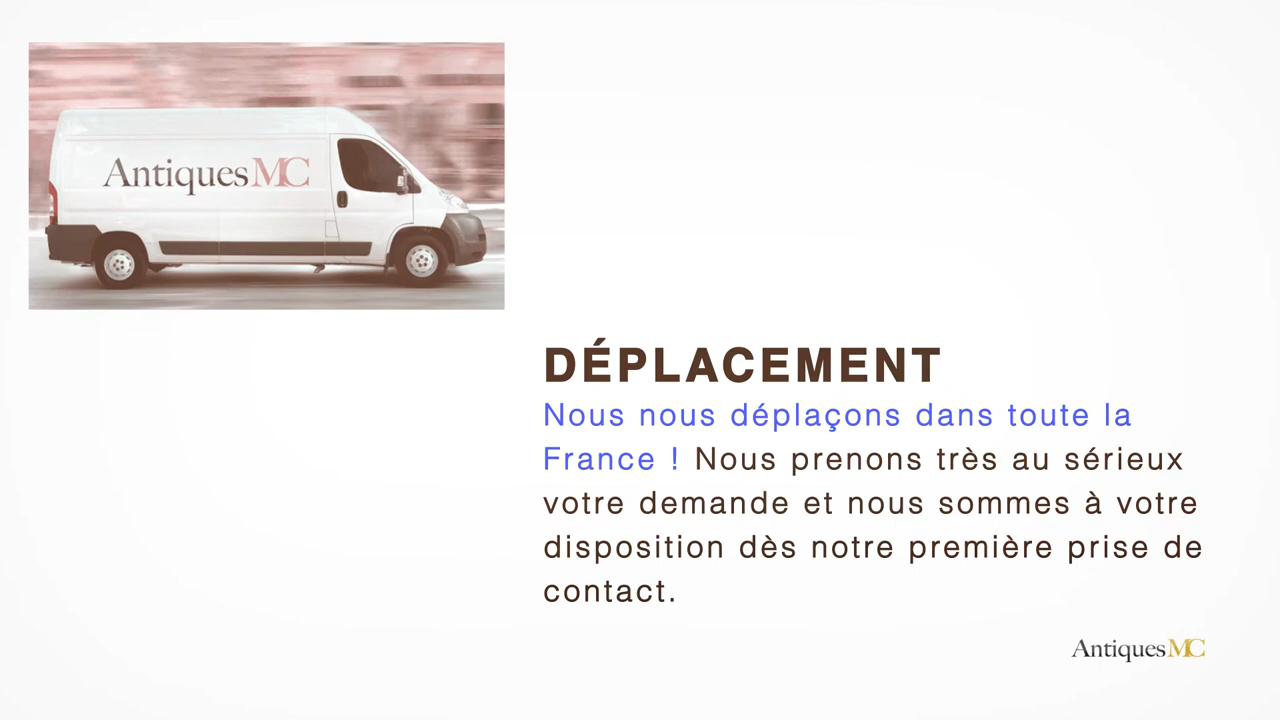 AntiquesMC
DÉPLACEMENT
Nous nous déplaçons dans toute la
France ! Nous prenons très au sérieux
votre demande et nous sommes à votre
disposition dès notre première prise de
contact.
AntiquesMC